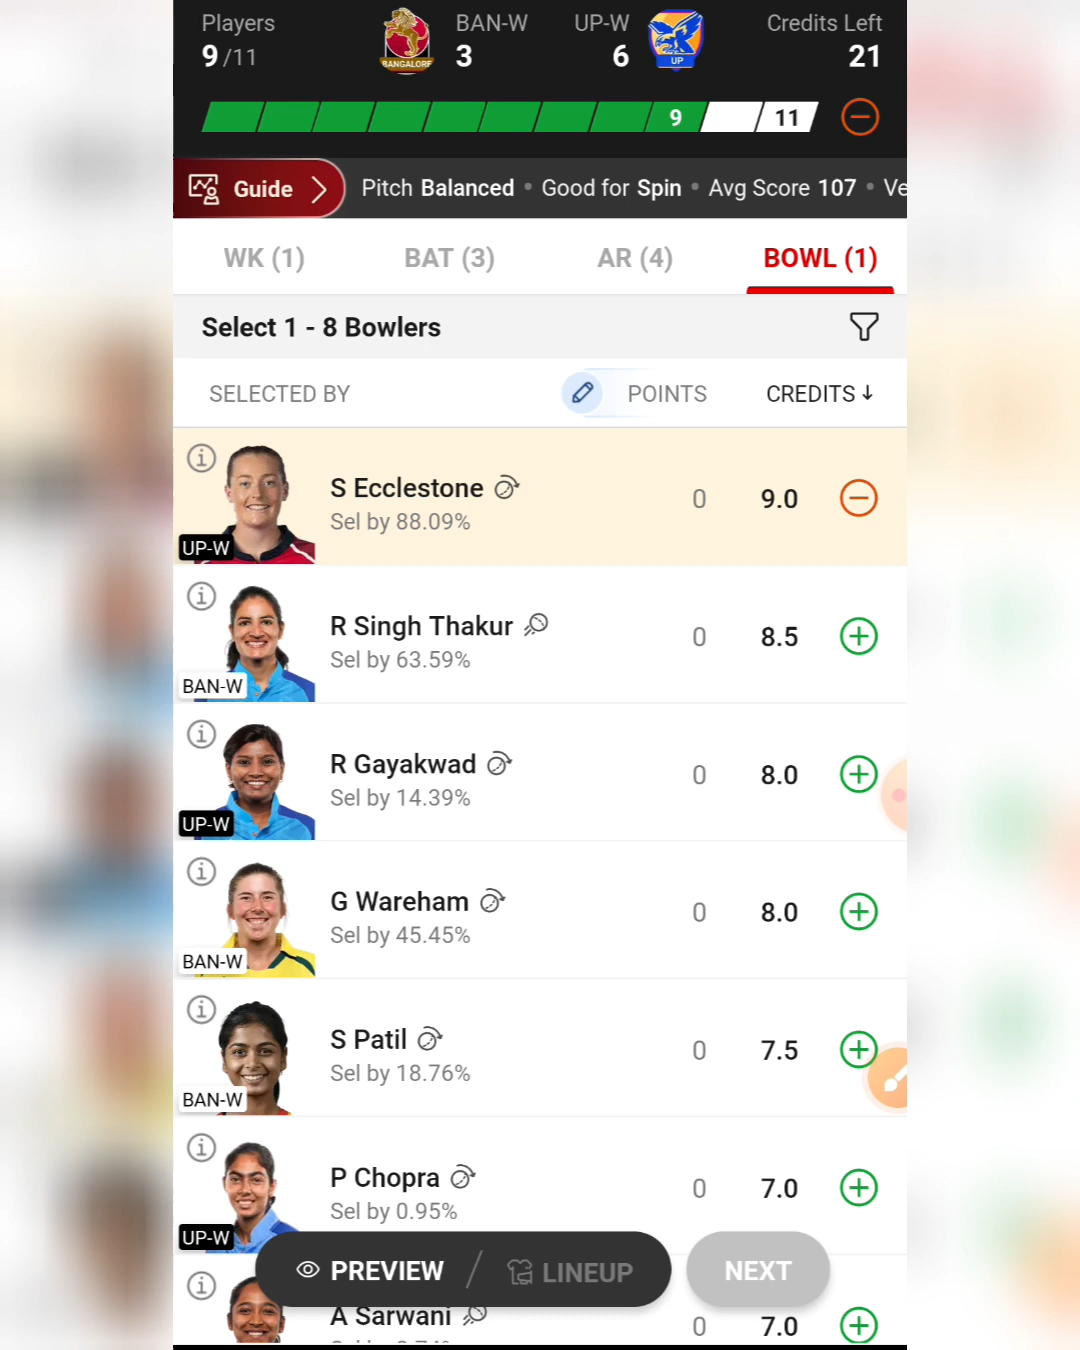 Players BAN-W UP-W Credits Left
9 /11 3 6 21
BANGALORE
UP
9 11
Guide Pitch Balanced • Good for Spin • Avg Score 107 • Ve
WK (1) BAT (3) AR (4) BOWL (1)
Select 1 - 8 Bowlers
SELECTED BY POINTS CREDITS ↓
S Ecclestone
Sel by 88.09%
0 9.0
UP-W
R Singh Thakur
Sel by 63.59%
0 8.5
BAN-W
R Gayakwad
Sel by 14.39%
0 8.0
UP-W
G Wareham
Sel by 45.45%
0 8.0
BAN-W
S Patil
Sel by 18.76%
0 7.5
BAN-W
P Chopra
Sel by 0.95%
0 7.0
UP-W
PREVIEW / LINEUP NEXT
A Sarwani
0 7.0